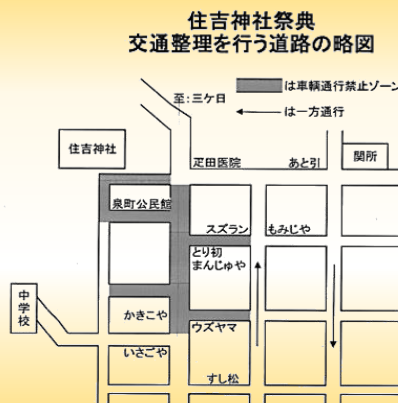 住吉神社祭典
交通整理を行う道路の略図
は車輌通行禁止ゾーン
至:三ケ日
は一方通行
住吉神社
疋田医院
あと引
関所
泉町公民館
スズラン
もみじや
とり初
まんじゅや
中学校
かきこや
ウズヤマ
いさごや
すし松